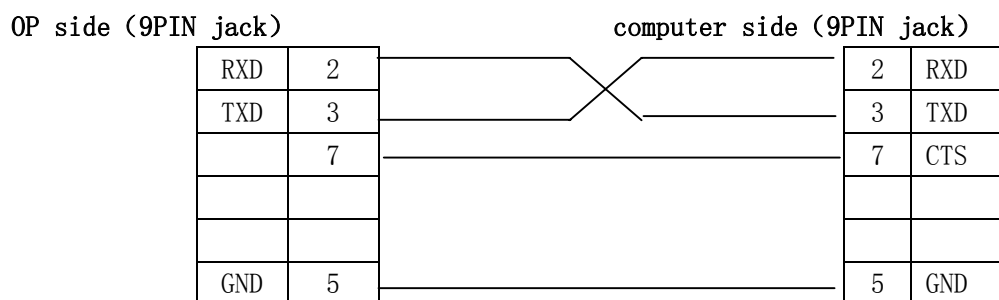 OP side（9PIN jack） computer side（9PIN jack）
RXD 2 2 RXD
TXD 3 3 TXD
7 7 CTS
GND 5 5 GND